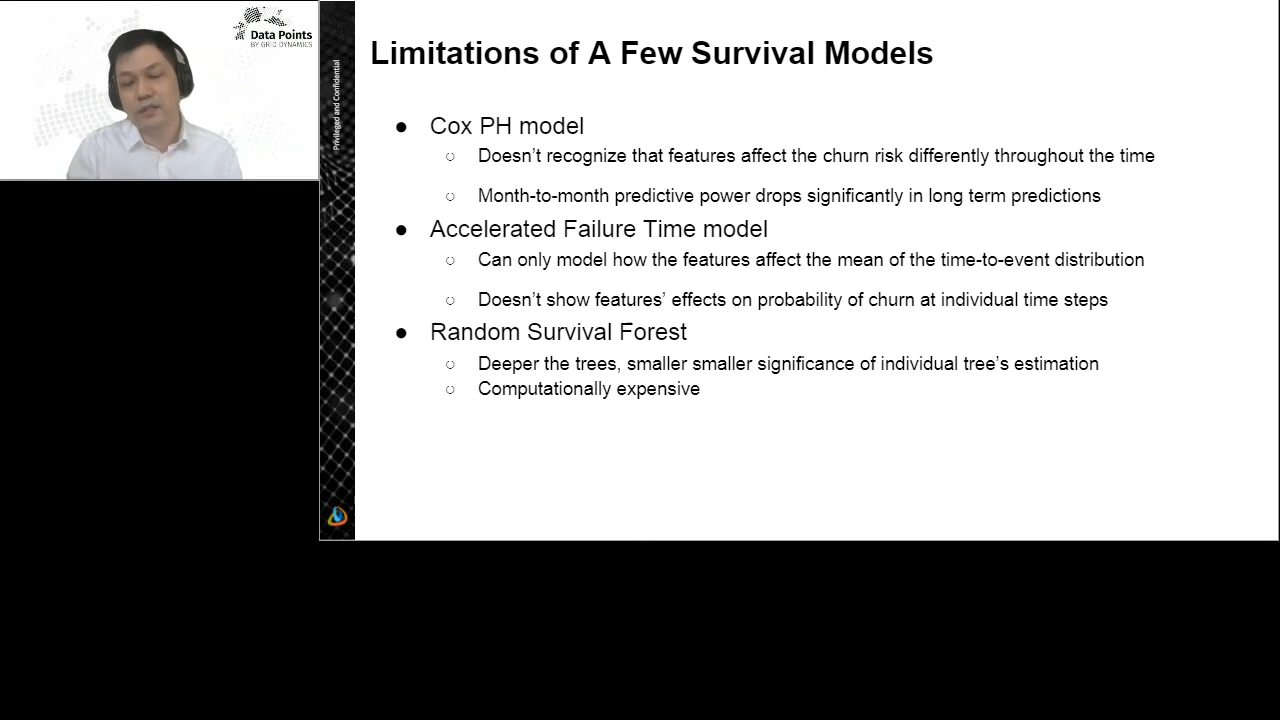 Data Points
BY GRID DYNAMICS
Privileged and Confidential
Limitations of A Few Survival Models
● Cox PH model
○ Doesn't recognize that features affect the churn risk differently throughout the time
○ Month-to-month predictive power drops significantly in long term predictions
● Accelerated Failure Time model
○ Can only model how the features affect the mean of the time-to-event distribution
○ Doesn't show features' effects on probability of churn at individual time steps
● Random Survival Forest
○ Deeper the trees, smaller smaller significance of individual tree's estimation
○ Computationally expensive